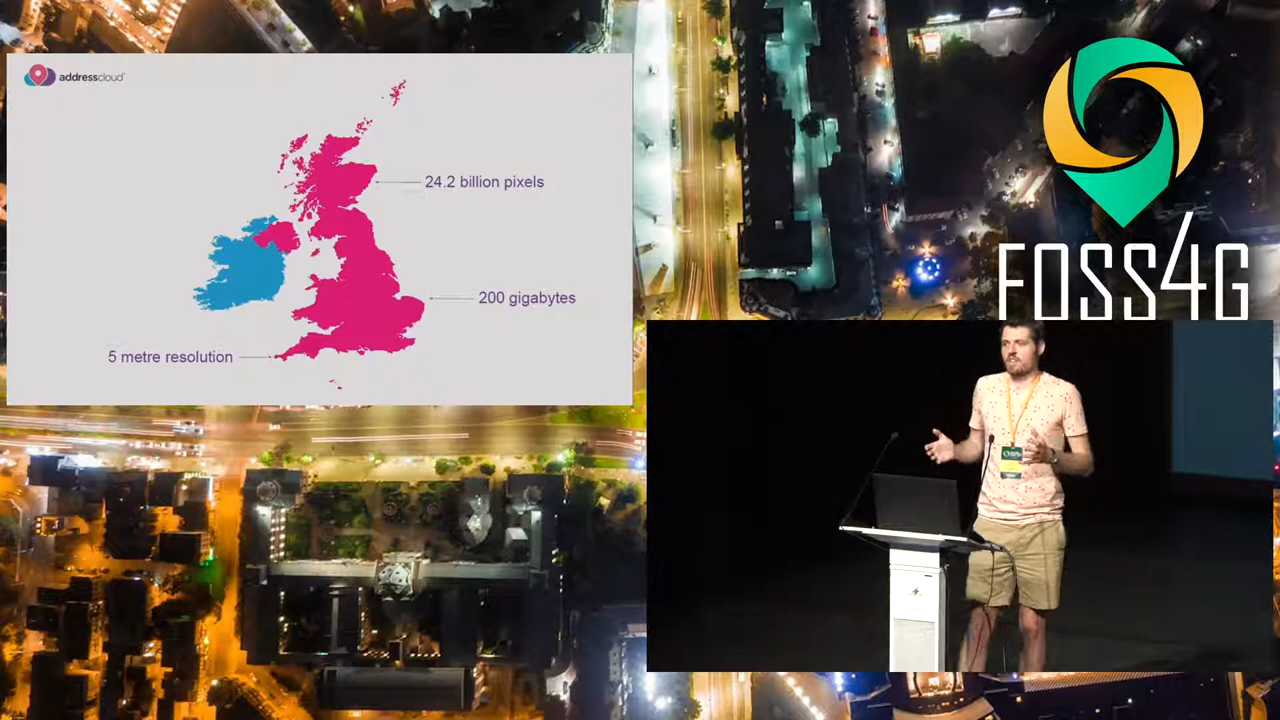 addresscloud
24.2 billion pixels
200 gigabytes
5 metre resolution
FOSS4G